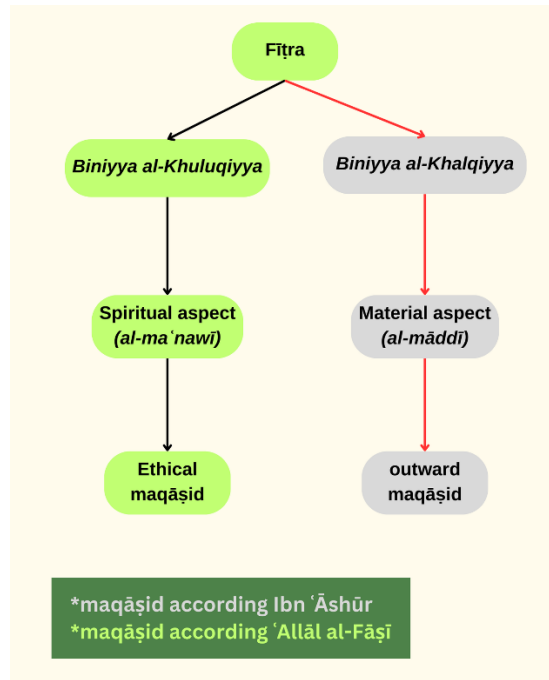 Fīṭra
Biniyya al-Khuluqiyya
Biniyya al-Khalqiyya
Spiritual aspect
(al-maʿnawī)
Material aspect
(al-māddī)
Ethical
maqāṣid
outward
maqāṣid
*maqāṣid according Ibn ʿĀshūr
*maqāṣid according ʿAllāl al-Fāṣī